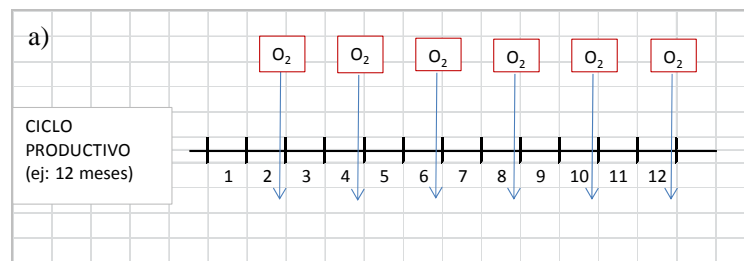 a)
O₂ O₂ O₂ O₂ O₂ O₂
CICLO
PRODUCTIVO
(ej: 12 meses)
1 2 3 4 5 6 7 8 9 10 11 12